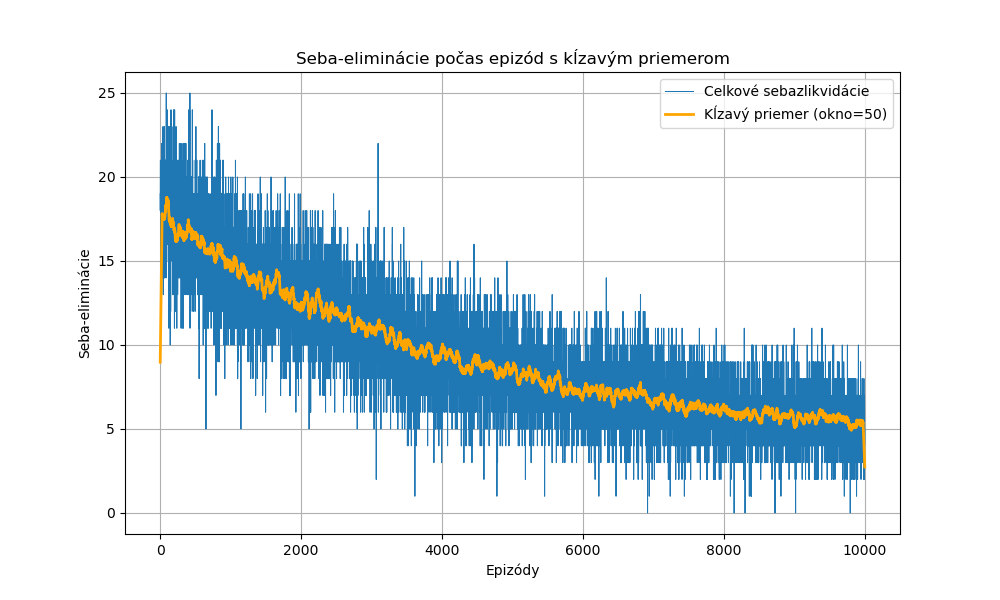 Seba-eliminácie počas epizód s kĺzavým priemerom
Celkové sebazlikvidácie
Kĺzavý priemer (okno=50)
Seba-eliminácie
25
20
15
10
5
0
0 2000 4000 6000 8000 10000
Epizódy